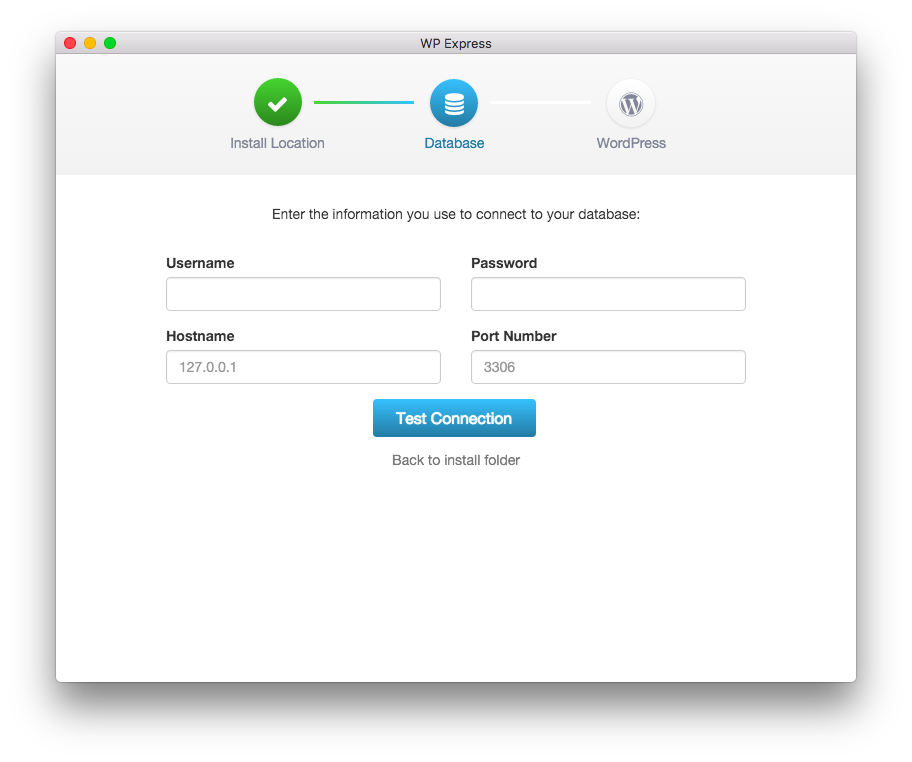 WP Express
Install Location
Database
WordPress
Enter the information you use to connect to your database:
Username
Password
Hostname
Port Number
127.0.0.1
3306
Test Connection
Back to install folder